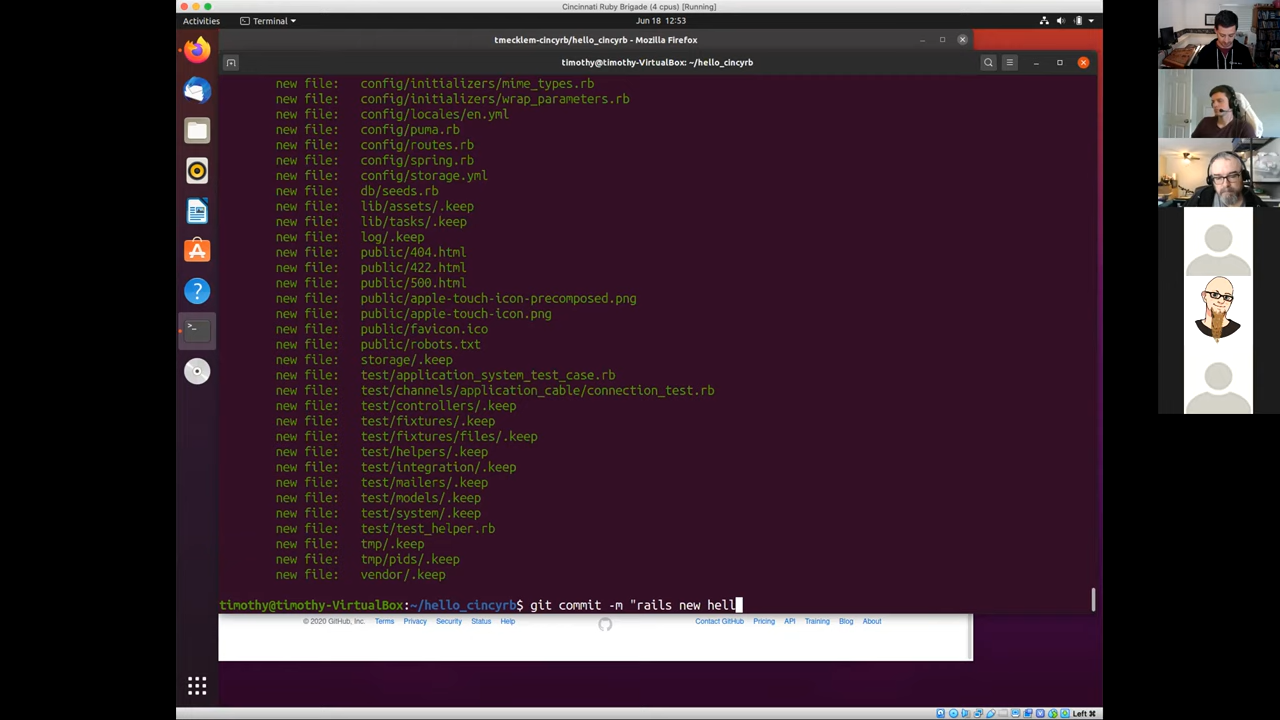 Cincinnati Ruby Brigade (4 cpus) [Running]
Activities Terminal Jun 18 12:53
tmecklem-cincyrb/hello_cincyrb - Mozilla Firefox
timothy@timothy-VirtualBox: ~/hello_cincyrb
new file: config/initializers/mime_types.rb
new file: config/initializers/wrap_parameters.rb
new file: config/locales/en.yml
new file: config/puma.rb
new file: config/routes.rb
new file: config/spring.rb
new file: config/storage.yml
new file: db/seeds.rb
new file: lib/assets/.keep
new file: lib/tasks/.keep
new file: log/.keep
new file: public/404.html
new file: public/422.html
new file: public/500.html
new file: public/apple-touch-icon-precomposed.png
new file: public/apple-touch-icon.png
new file: public/favicon.ico
new file: public/robots.txt
new file: storage/.keep
new file: test/application_system_test_case.rb
new file: test/channels/application_cable/connection_test.rb
new file: test/controllers/.keep
new file: test/fixtures/.keep
new file: test/fixtures/files/.keep
new file: test/helpers/.keep
new file: test/integration/.keep
new file: test/mailers/.keep
new file: test/models/.keep
new file: test/system/.keep
new file: test/test_helper.rb
new file: tmp/.keep
new file: tmp/pids/.keep
new file: vendor/.keep
timothy@timothy-VirtualBox:~/hello_cincyrb$ git commit -m "rails new hell
© 2020 GitHub, Inc. Terms Privacy Security Status Help Contact GitHub Pricing API Training Blog About
Left ⌘